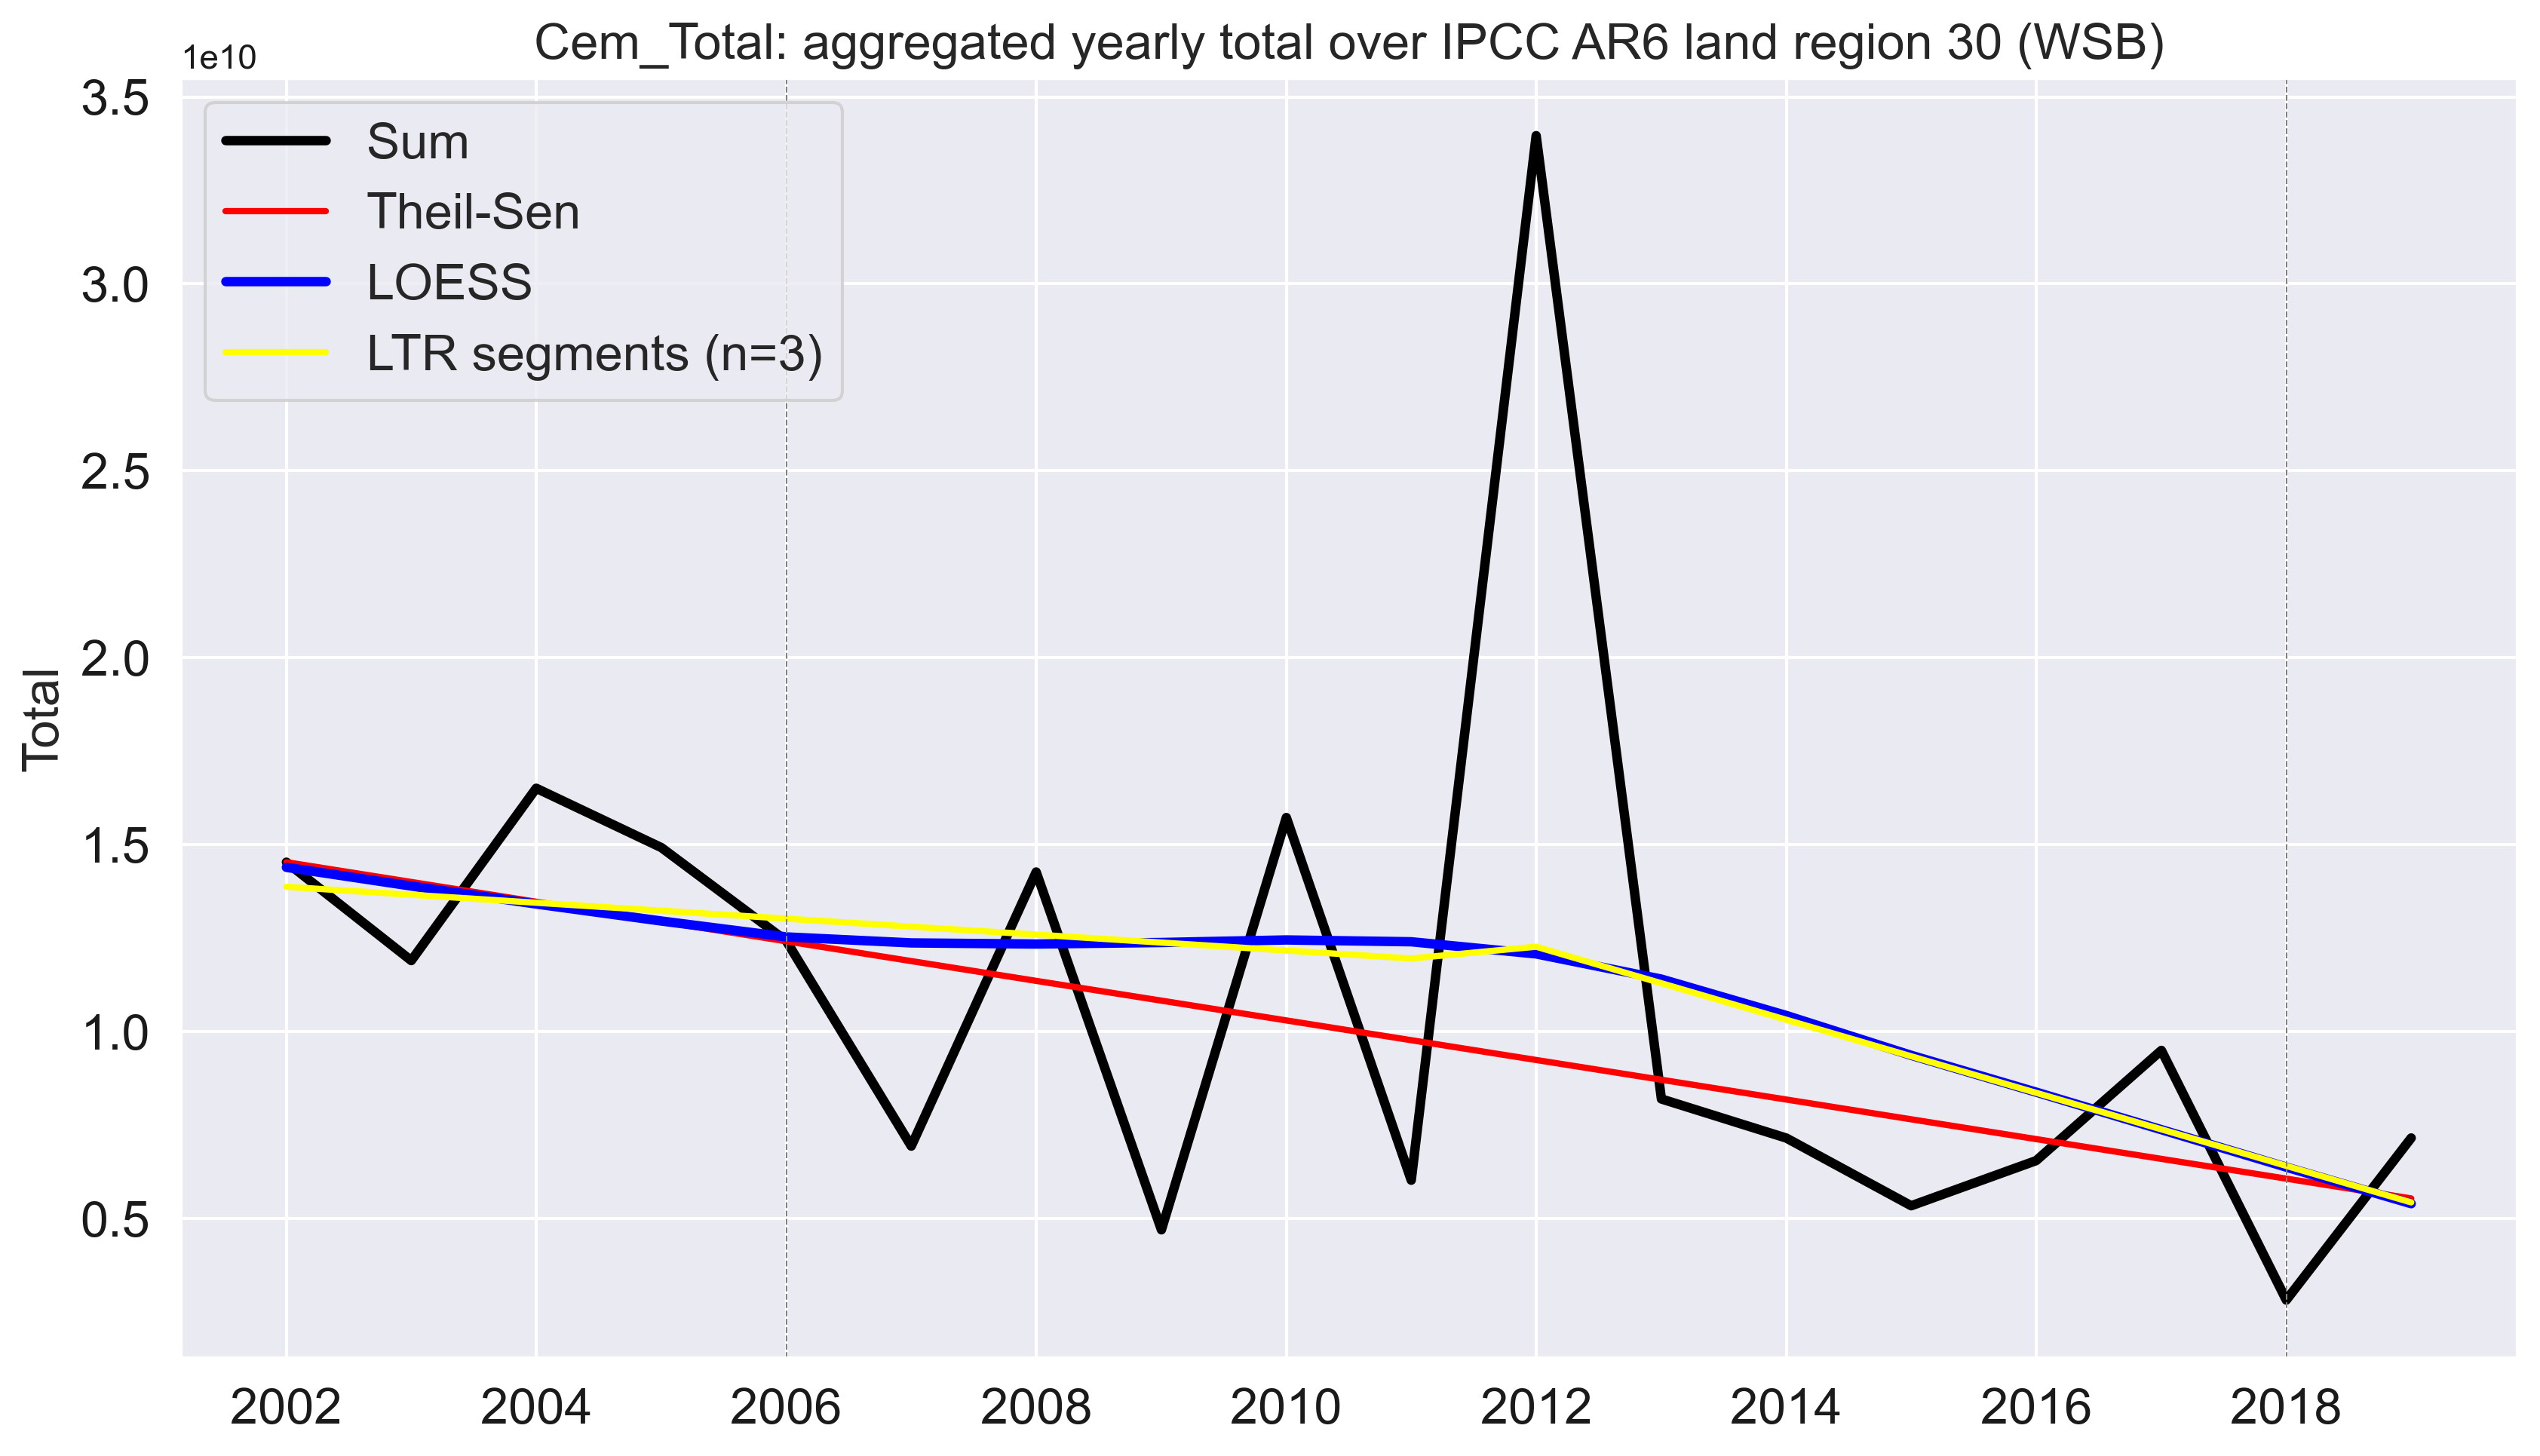 Cem_Total: aggregated yearly total over IPCC AR6 land region 30 (WSB)
1e10
3.5
3.0
2.5
2.0
1.5
1.0
0.5
Total
Sum
Theil-Sen
LOESS
LTR segments (n=3)
2002 2004 2006 2008 2010 2012 2014 2016 2018